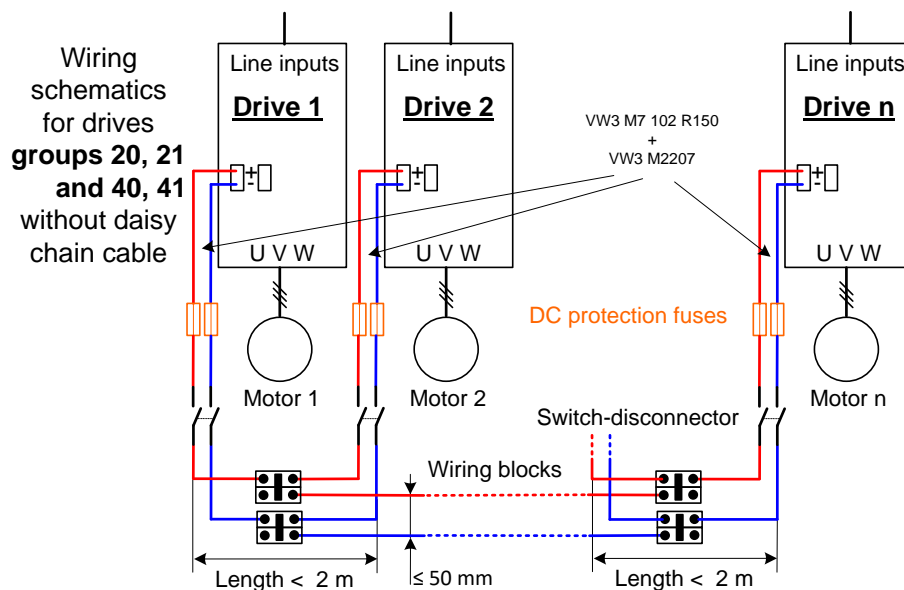 Wiring
schematics
for drives
groups 20, 21
and 40, 41
without daisy
chain cable
Line inputs
Drive 1
+
-
U V W
Motor 1
Line inputs
Drive 2
+
-
U V W
Motor 2
VW3 M7 102 R150
+
VW3 M2207
Line inputs
Drive n
+
-
U V W
Motor n
DC protection fuses
Switch-disconnector
Wiring blocks
Length < 2 m
≤ 50 mm
Length < 2 m